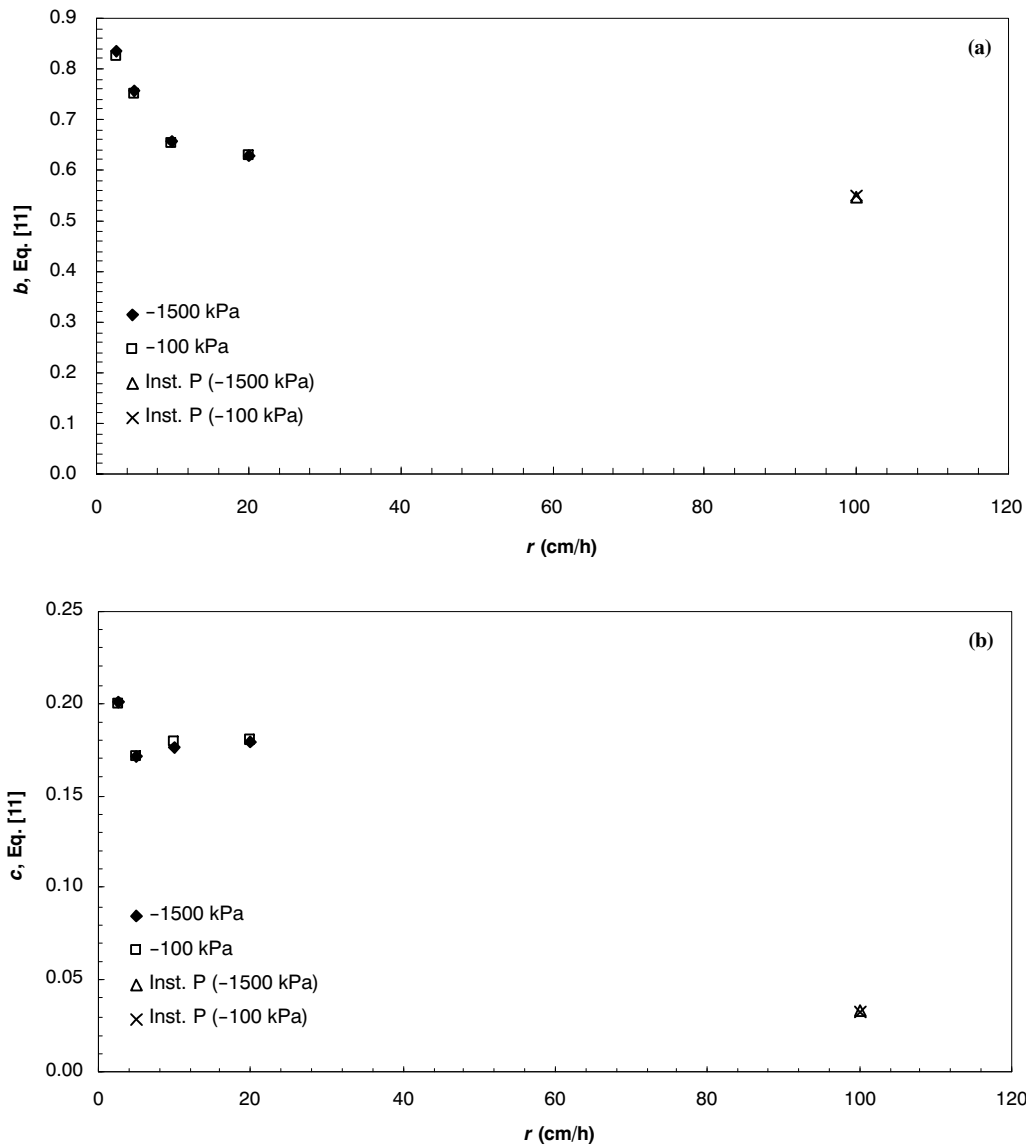 (a)
b, Eq. [11]
0.9
0.8
0.7
0.6
0.5
0.4
0.3
0.2
0.1
0.0
−1500 kPa
−100 kPa
Inst. P (−1500 kPa)
Inst. P (−100 kPa)
0 20 40 60 80 100 120
r (cm/h)
(b)
c, Eq. [11]
0.25
0.20
0.15
0.10
0.05
0.00
−1500 kPa
−100 kPa
Inst. P (−1500 kPa)
Inst. P (−100 kPa)
0 20 40 60 80 100 120
r (cm/h)